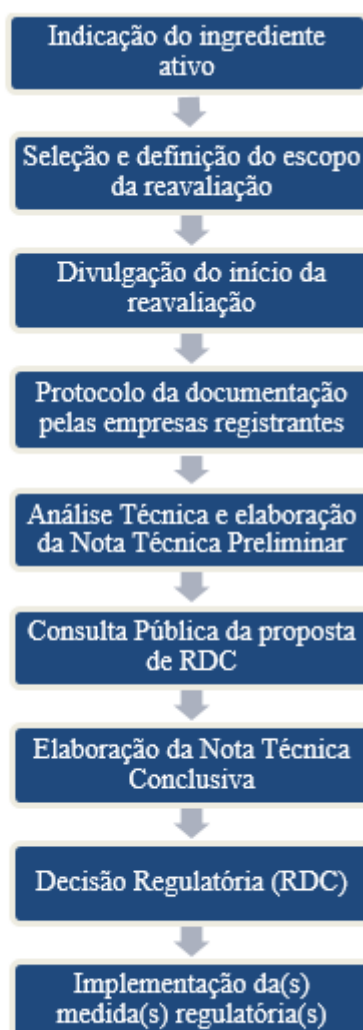 Indicação do ingrediente
ativo
Seleção e definição do escopo
da reavaliação
Divulgação do início da
reavaliação
Protocolo da documentação
pelas empresas registrantes
Análise Técnica e elaboração
da Nota Técnica Preliminar
Consulta Pública da proposta
de RDC
Elaboração da Nota Técnica
Conclusiva
Decisão Regulatória (RDC)
Implementação da(s)
medida(s) regulatória(s)